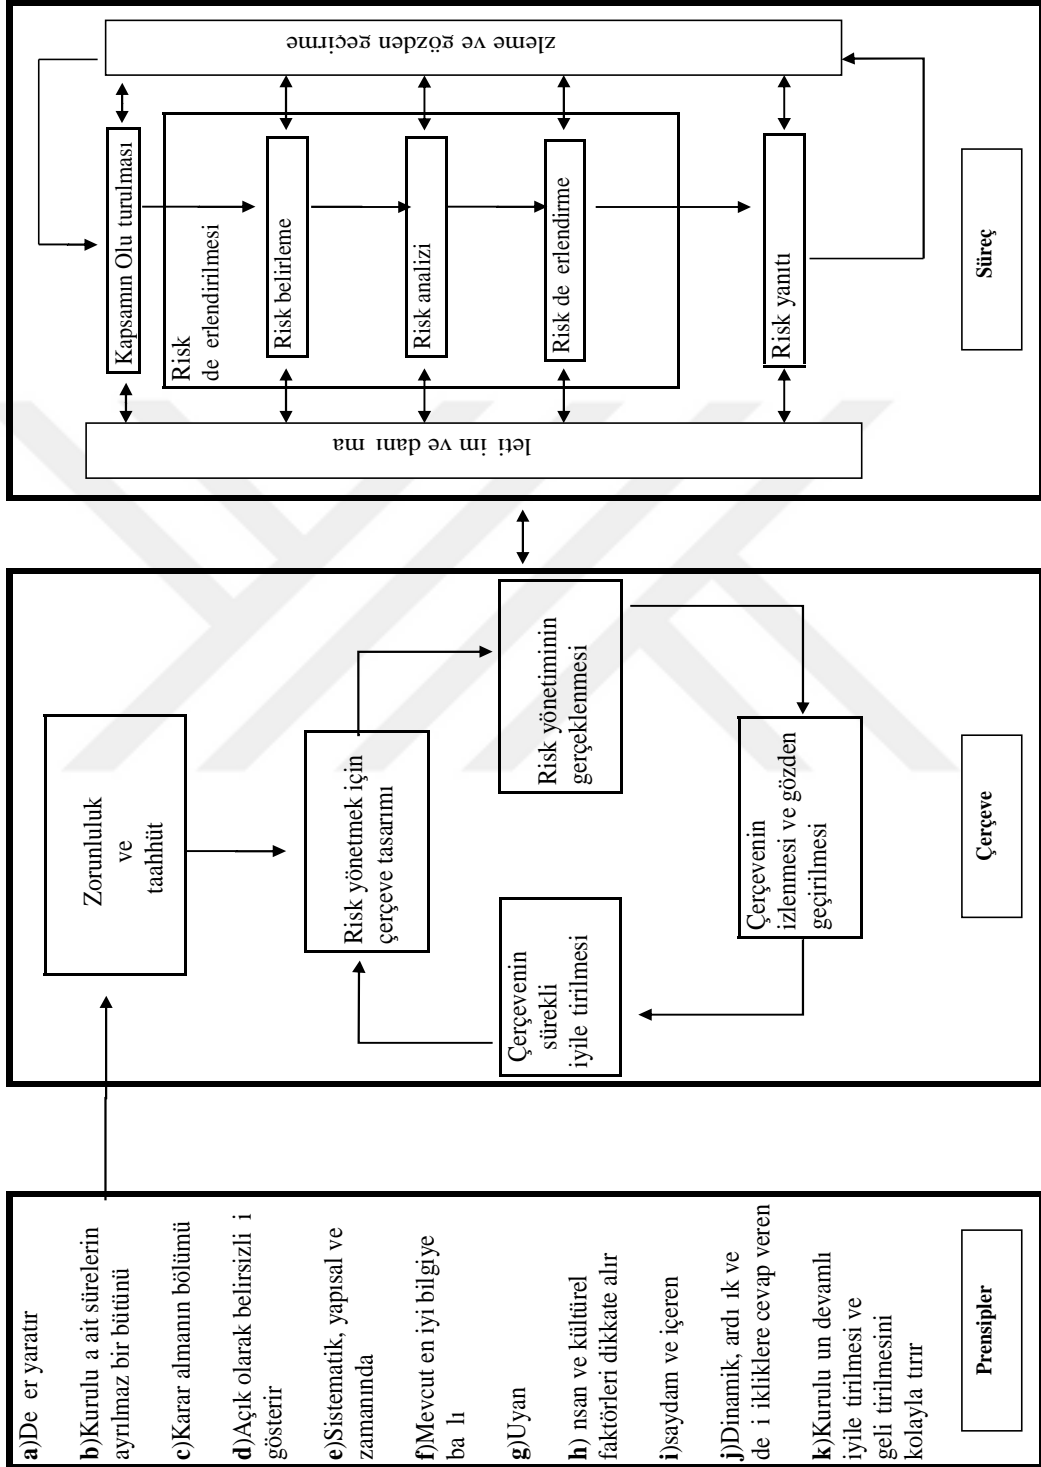 a)De er yaratır
b)Kurulu a ait sürelerin
ayrılmaz bir bütünü
c)Karar almanın bölümü
d)Açık olarak belirsizli i
gösterir
e)Sistematik, yapısal ve
zamanında
f)Mevcut en iyi bilgiye
ba lı
g)Uyan
h) nsan ve kültürel
faktörleri dikkate alır
i)saydam ve içeren
j)Dinamik, ardı ık ve
de i ikliklere cevap veren
k)Kurulu un devamlı
iyile tirilmesi ve
geli tirilmesini
kolayla tırır
Prensipler
Zorunluluk
ve
taahhüt
Risk yönetmek için
çerçeve tasarımı
Çerçevenin
sürekli
iyile tirilmesi
Risk yönetiminin
gerçeklenmesi
Çerçevenin
izlenmesi ve gözden
geçirilmesi
Çerçeve
leti im ve danı ma
Kapsamın Olu turulması
Risk
de erlendirilmesi
Risk belirleme
Risk analizi
Risk de erlendirme
Risk yanıtı
zleme ve gözden geçirme
Süreç